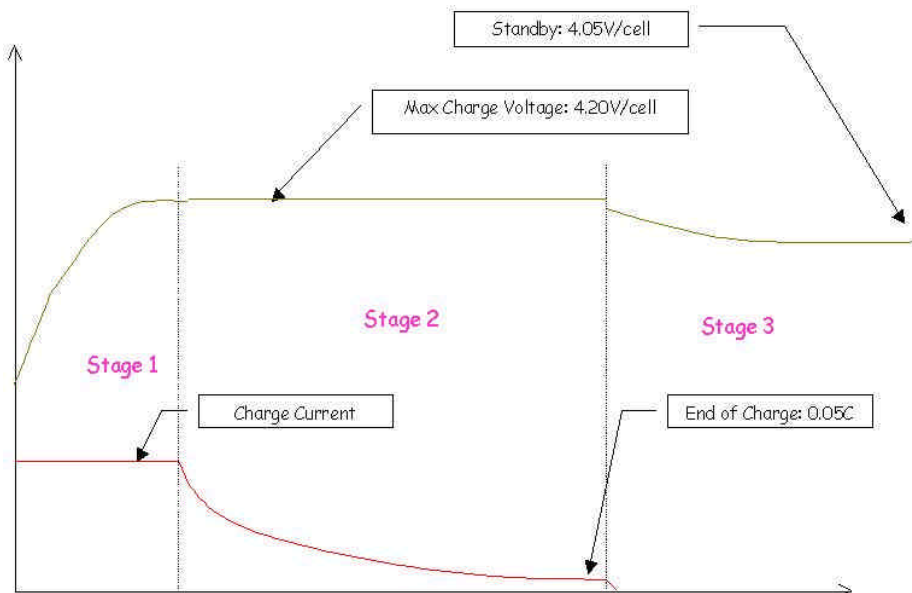 Standby: 4.05V/cell
Max Charge Voltage: 4.20V/cell
Stage 2
Stage 3
Stage 1
Charge Current
End of Charge: 0.05C